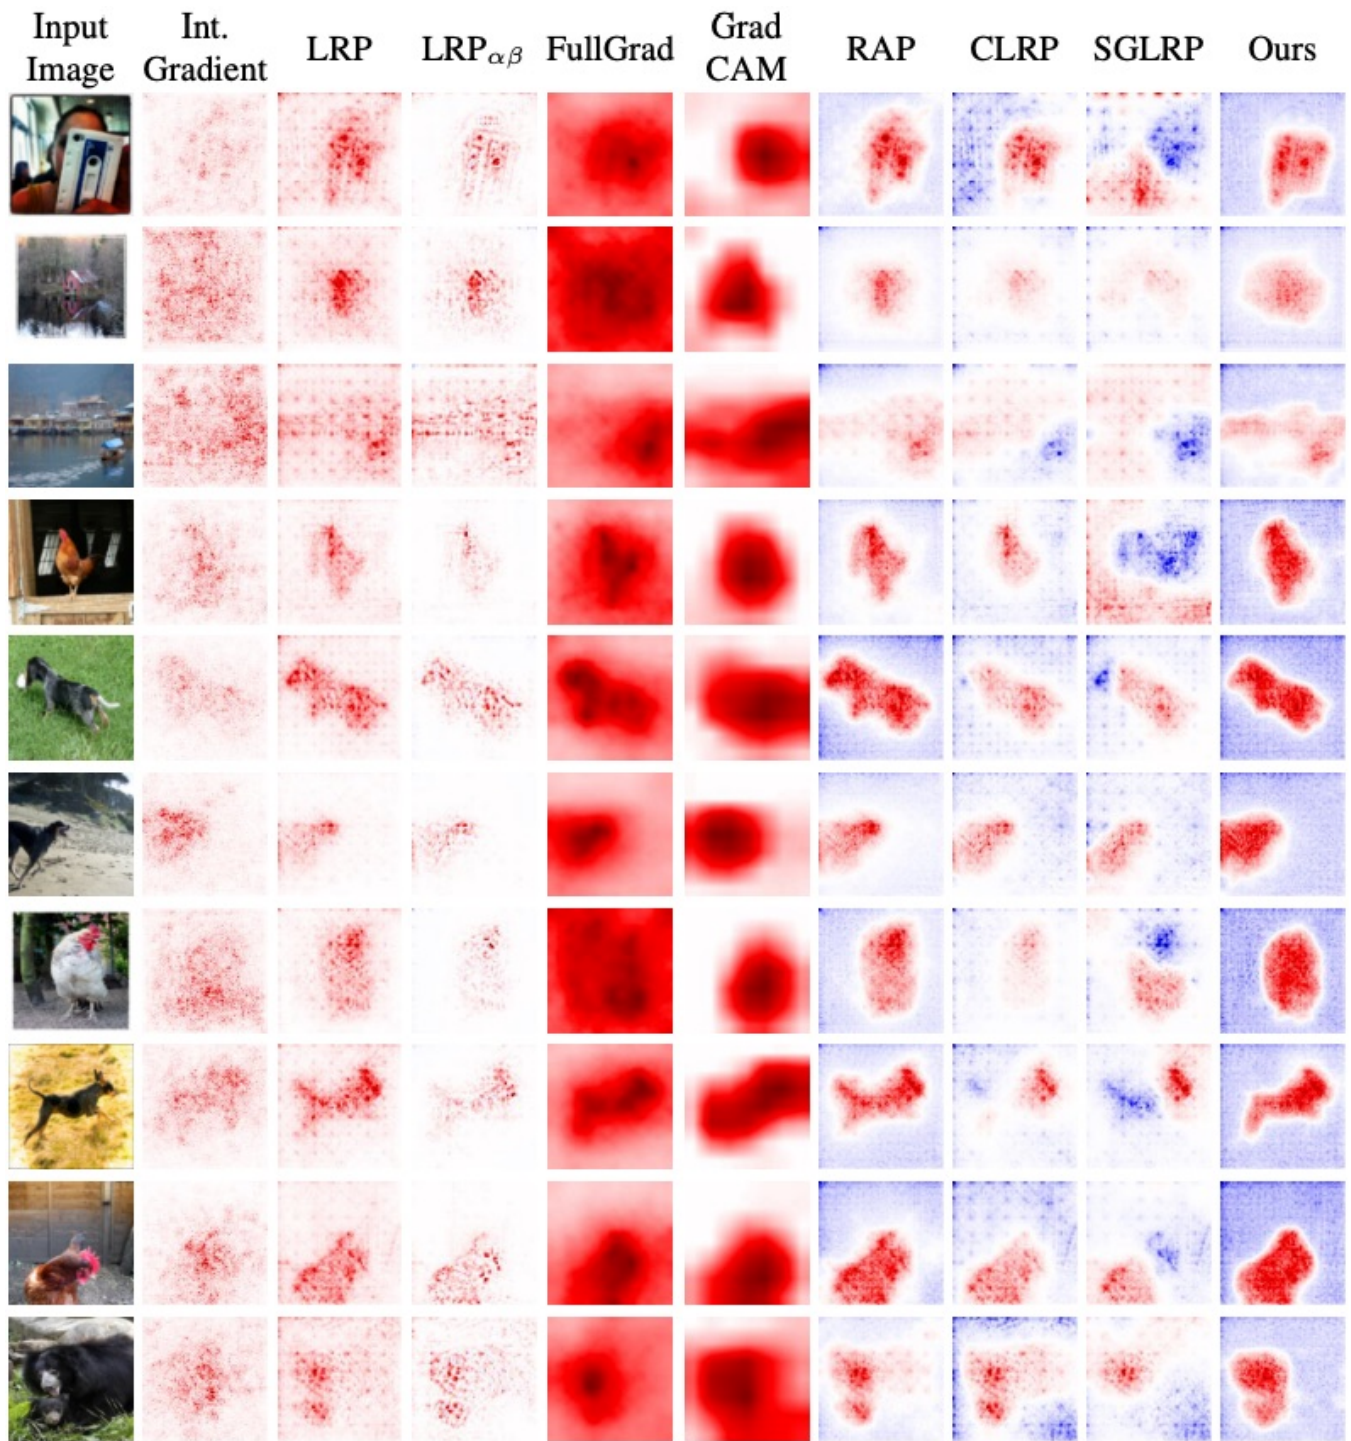 Input Image
Int. Gradient
LRP
LRPαβ
FullGrad
Grad CAM
RAP
CLRP
SGLRP
Ours